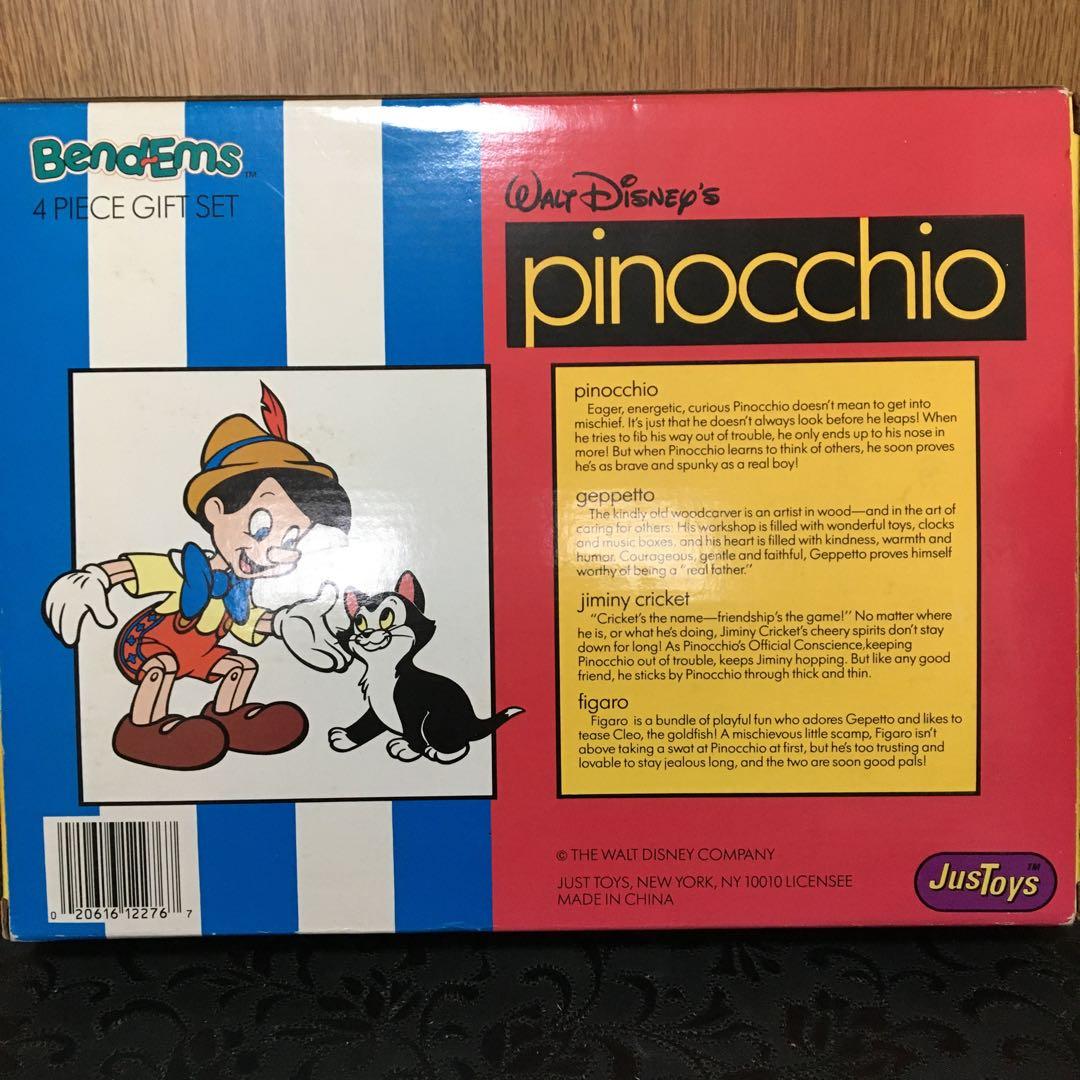 Bend-Ems™
4 PIECE GIFT SET
WALT DISNEY'S
pinocchio
pinocchio
Eager, energetic, curious Pinocchio doesn't mean to get into
mischief. It's just that he doesn't always look before he leaps! When
he tries to fib his way out of trouble, he only ends up to his nose in
more! But when Pinocchio learns to think of others, he soon proves
he's as brave and spunky as a real boy!
geppetto
The kindly old woodcarver is an artist in wood—and in the art of
caring for others. His workshop is filled with wonderful toys, clocks
and music boxes, and his heart is filled with kindness, warmth and
humor. Courageous, gentle and faithful, Geppetto proves himself
worthy of being a "real father."
jiminy cricket
"Cricket's the name—friendship's the game!" No matter where
he is, or what he's doing, Jiminy Cricket's cheery spirits don't stay
down for long! As Pinocchio's Official Conscience,keeping
Pinocchio out of trouble, keeps Jiminy hopping. But like any good
friend, he sticks by Pinocchio through thick and thin.
figaro
Figaro is a bundle of playful fun who adores Gepetto and likes to
tease Cleo, the goldfish! A mischievous little scamp, Figaro isn't
above taking a swat at Pinocchio at first, but he's too trusting and
lovable to stay jealous long, and the two are soon good pals!
0 20616 12276 7
© THE WALT DISNEY COMPANY
JUST TOYS, NEW YORK, NY 10010 LICENSEE
MADE IN CHINA
JusToys™